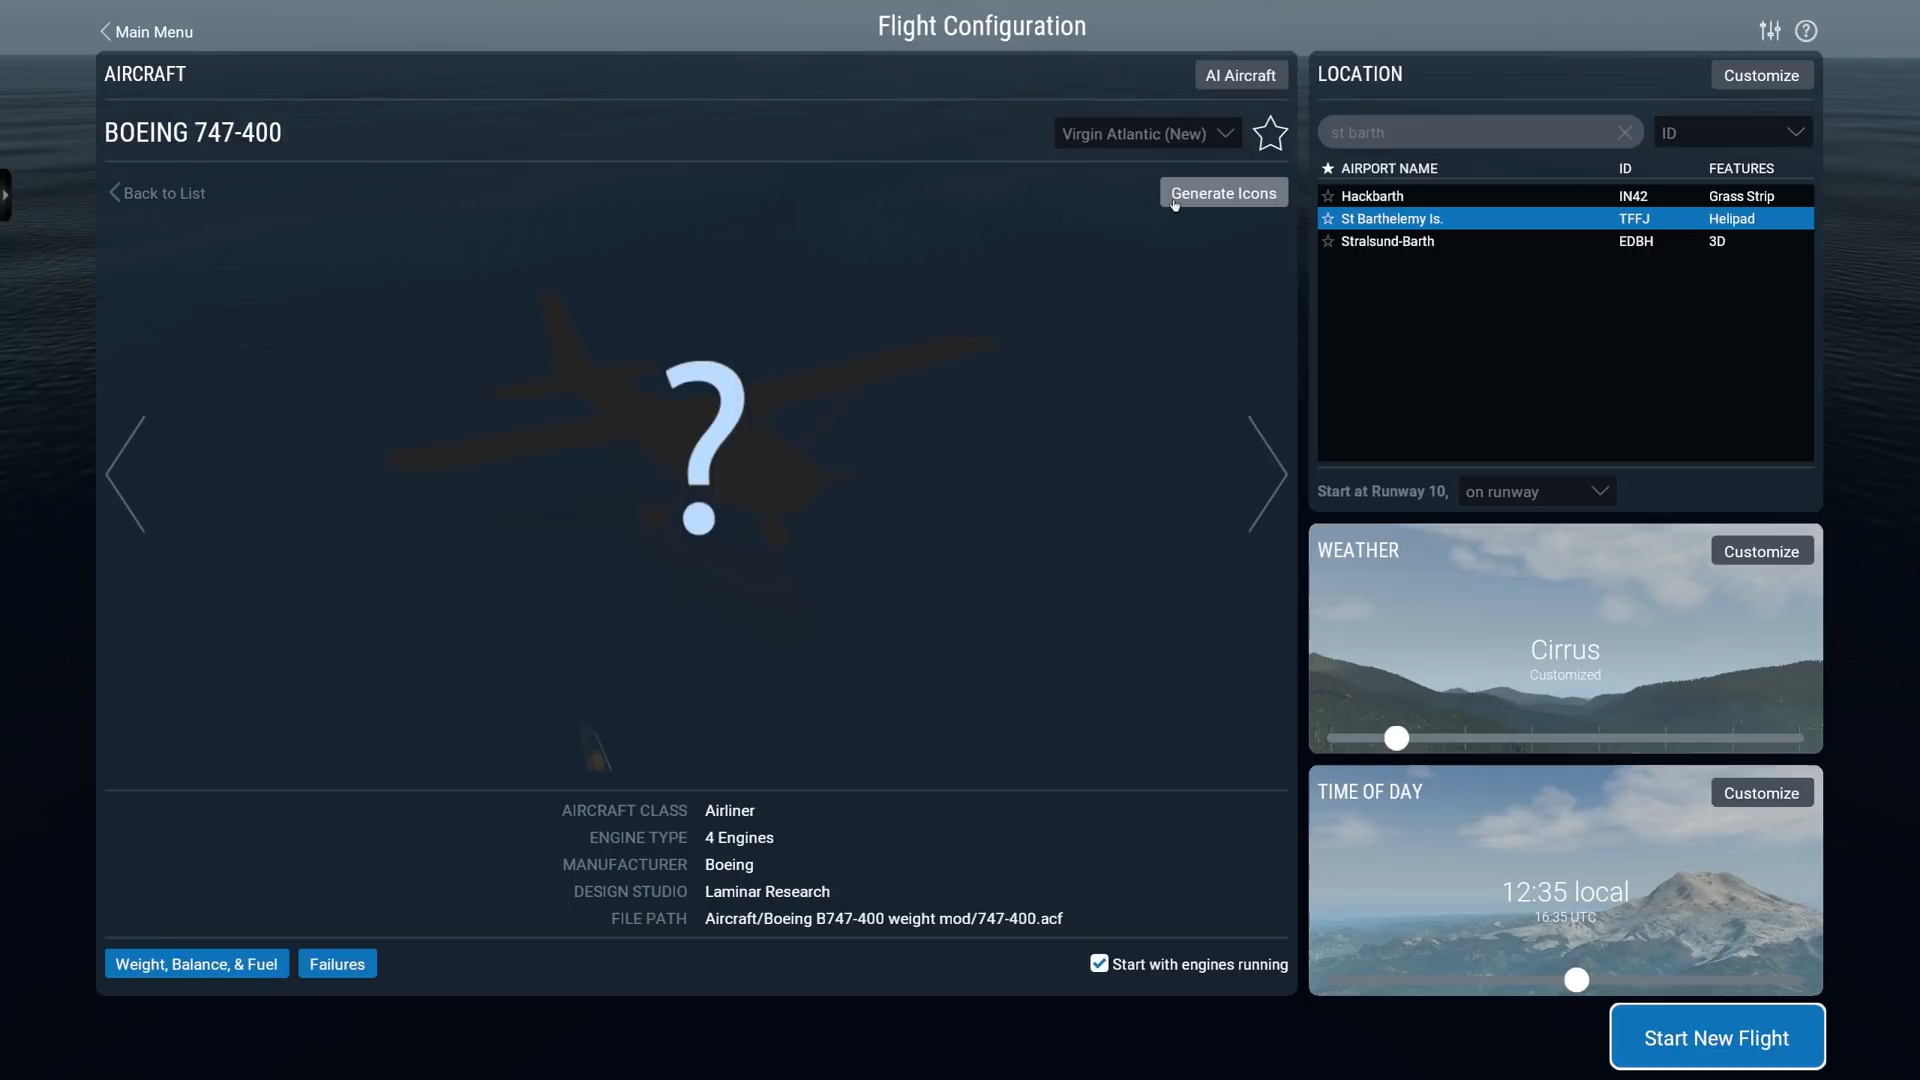 Main Menu
Flight Configuration
AIRCRAFT
AI Aircraft
BOEING 747-400
Virgin Atlantic (New)
Back to List
Generate Icons
?
AIRCRAFT CLASS Airliner
ENGINE TYPE 4 Engines
MANUFACTURER Boeing
DESIGN STUDIO Laminar Research
FILE PATH Aircraft/Boeing B747-400 weight mod/747-400.acf
Weight, Balance, & Fuel
Failures
Start with engines running
LOCATION
Customize
st barth
ID
AIRPORT NAME ID FEATURES
Hackbarth IN42 Grass Strip
St Barthelemy Is. TFFJ Helipad
Stralsund-Barth EDBH 3D
Start at Runway 10, on runway
WEATHER
Customize
Cirrus
Customized
TIME OF DAY
Customize
12:35 local
16:35 UTC
Start New Flight